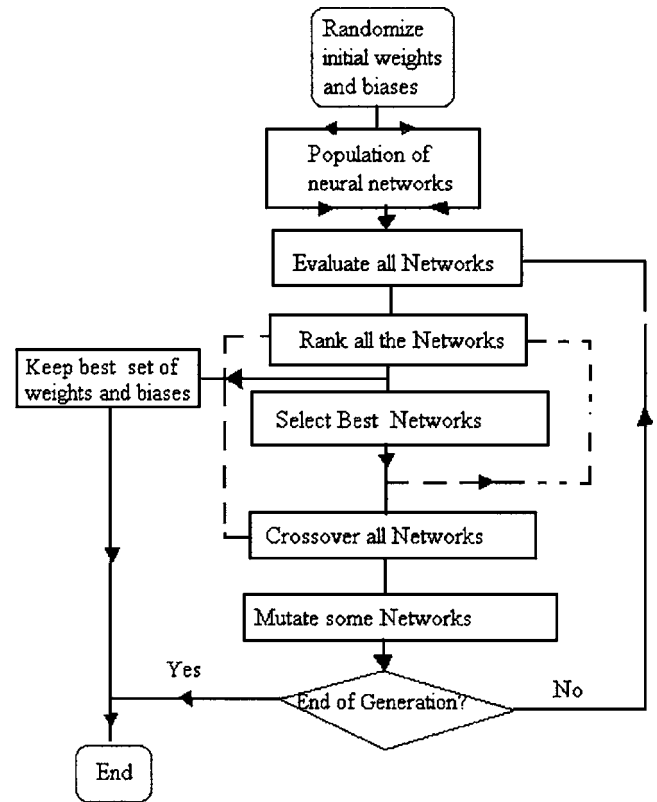 Randomize
initial weights
and biases
Population of
neural networks
Evaluate all Networks
Rank all the Networks
Keep best set of
weights and biases
Select Best Networks
Crossover all Networks
Mutate some Networks
Yes
End of Generation?
No
End